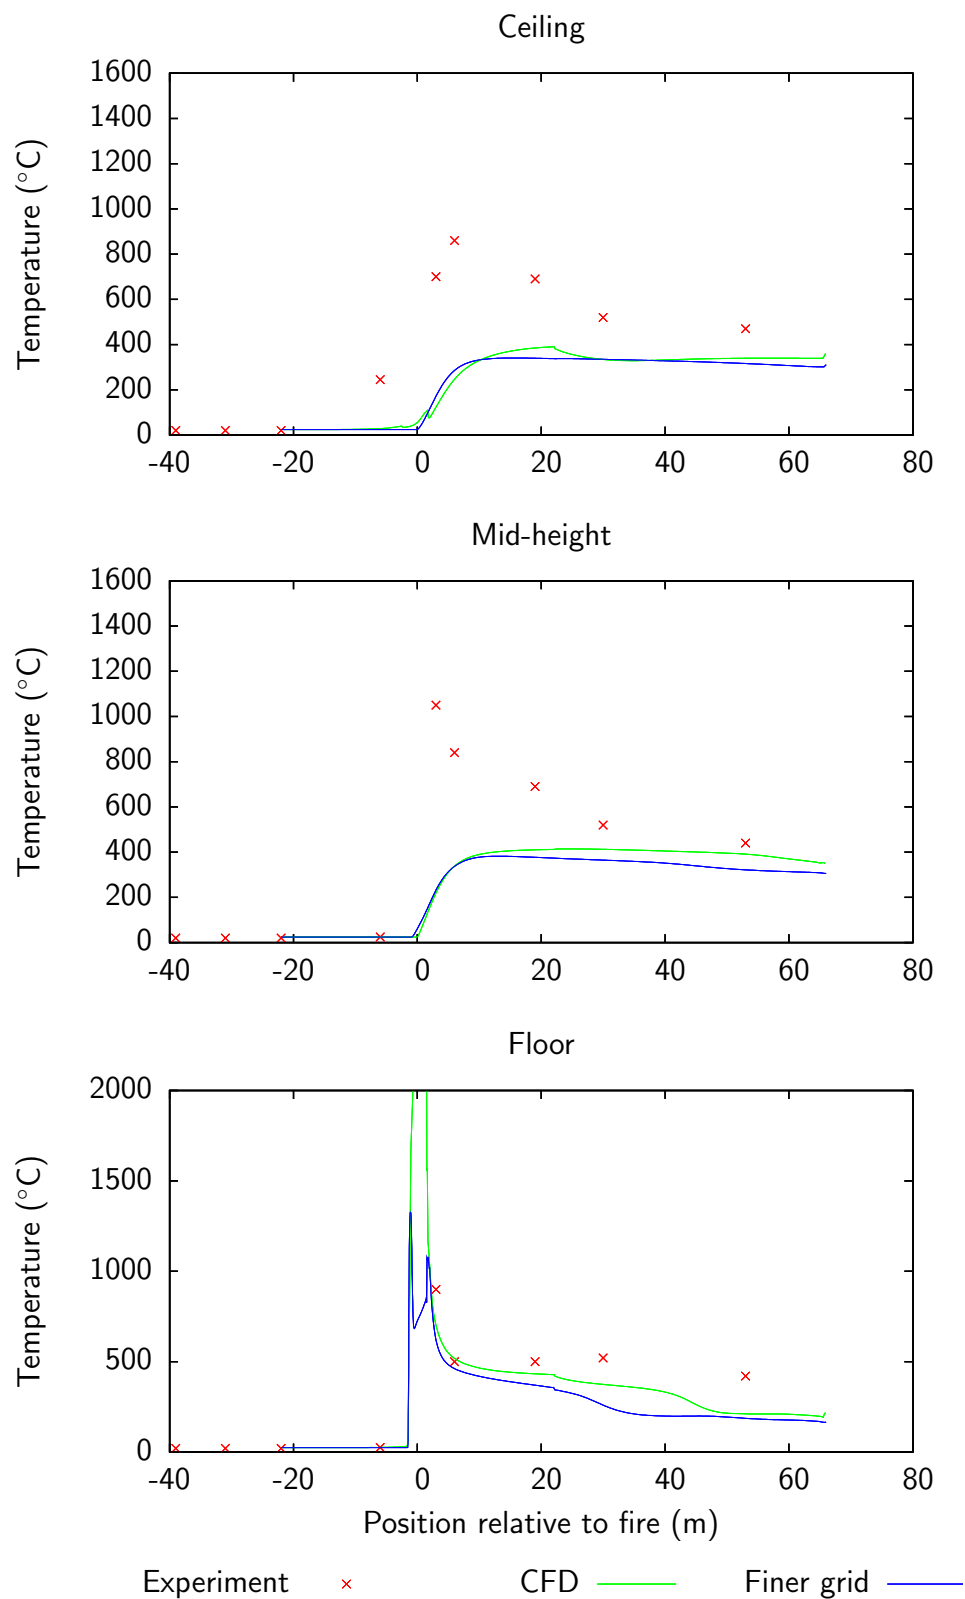 Ceiling
1600
1400
1200
1000
800
600
400
200
0
Temperature (°C)
-40 -20 0 20 40 60 80
Mid-height
1600
1400
1200
1000
800
600
400
200
0
Temperature (°C)
-40 -20 0 20 40 60 80
Floor
2000
1500
1000
500
0
Temperature (°C)
-40 -20 0 20 40 60 80
Position relative to fire (m)
Experiment CFD Finer grid